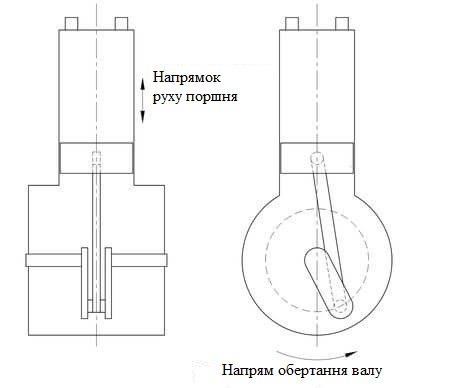 Напрямок
руху поршня
Напрям обертання валу